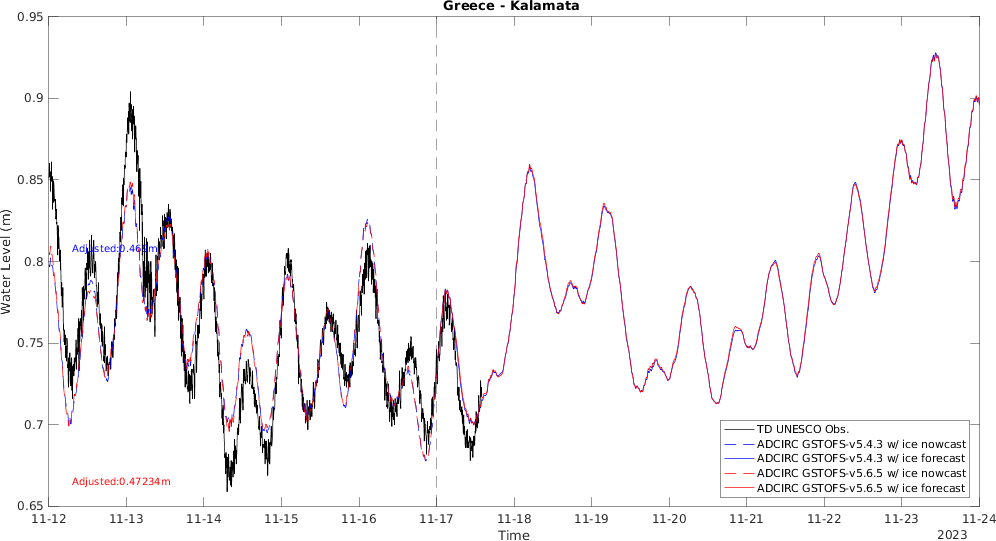 Greece - Kalamata
0.95
0.9
0.85
0.8
0.75
0.7
0.65
Water Level (m)
Adjusted:0.46
Adjusted:0.47234m
TD UNESCO Obs.
ADCIRC GSTOFS-v5.4.3 w/ ice nowcast
ADCIRC GSTOFS-v5.4.3 w/ ice forecast
ADCIRC GSTOFS-v5.6.5 w/ ice nowcast
ADCIRC GSTOFS-v5.6.5 w/ ice forecast
11-12 11-13 11-14 11-15 11-16 11-17 11-18 11-19 11-20 11-21 11-22 11-23 11-24
Time
2023